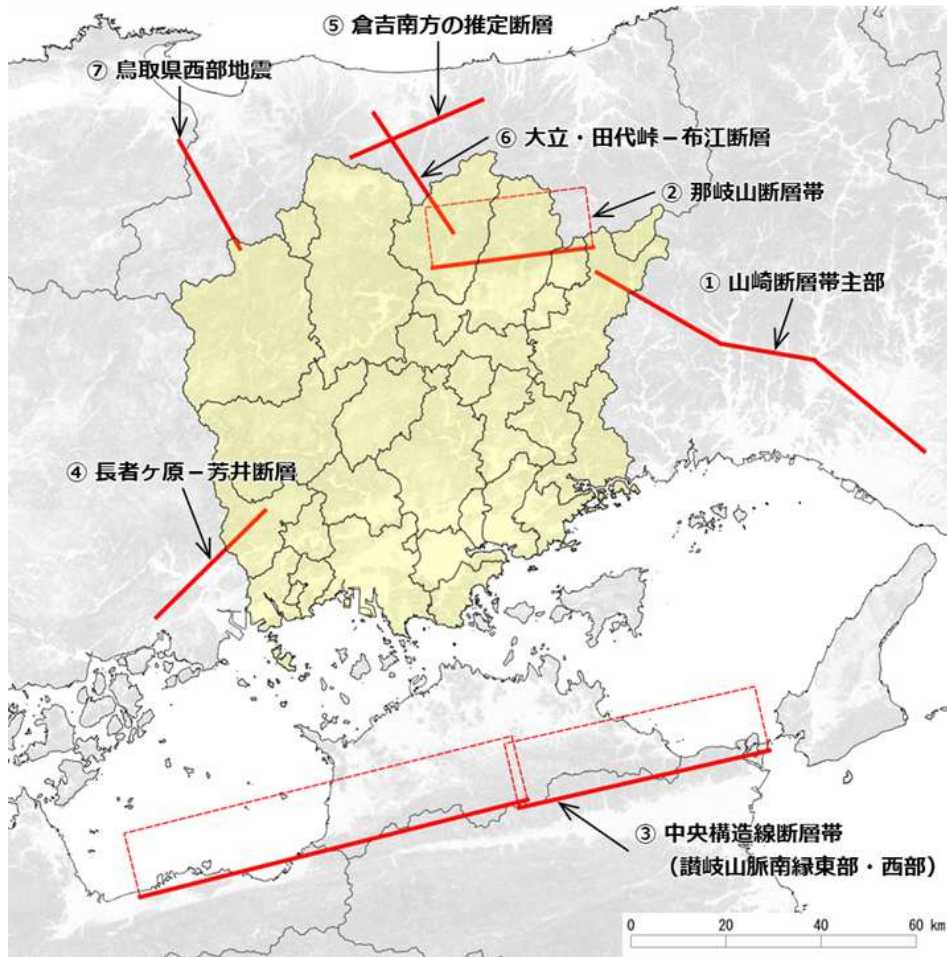 ⑤ 倉吉南方の推定断層
⑦ 鳥取県西部地震
⑥ 大立・田代峠－布江断層
② 那岐山断層帯
① 山崎断層帯主部
④ 長者ヶ原－芳井断層
③ 中央構造線断層帯
(讃岐山脈南縁東部・西部)
0 20 40 60 km